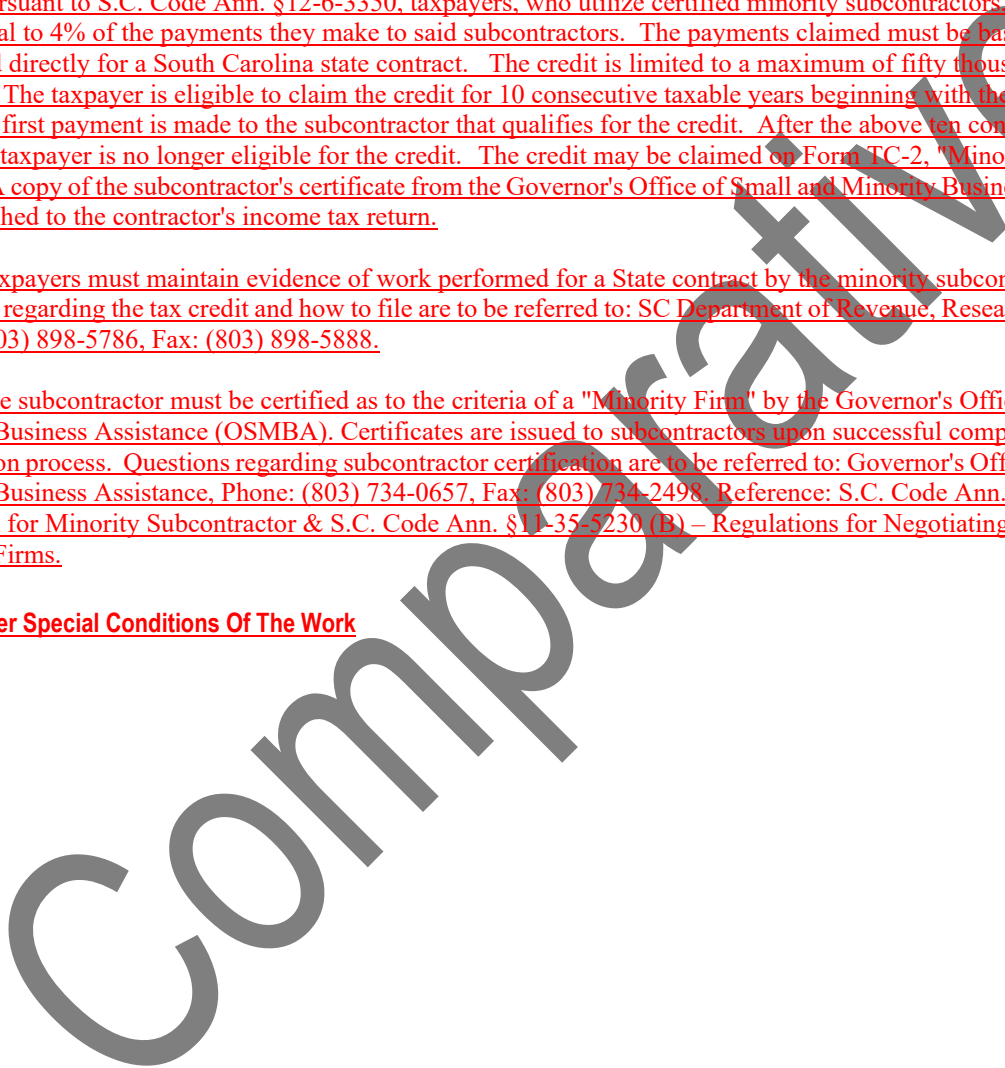 rsuant to S.C. Code Ann. §12-6-3350, taxpayers, who utilize certified minority subcontractors,
al to 4% of the payments they make to said subcontractors. The payments claimed must be bas
d directly for a South Carolina state contract. The credit is limited to a maximum of fifty thous
The taxpayer is eligible to claim the credit for 10 consecutive taxable years beginning with the
first payment is made to the subcontractor that qualifies for the credit. After the above ten con
taxpayer is no longer eligible for the credit. The credit may be claimed on Form TC-2, "Mino
A copy of the subcontractor's certificate from the Governor's Office of Small and Minority Busin
hed to the contractor's income tax return.
xpayers must maintain evidence of work performed for a State contract by the minority subcon
regarding the tax credit and how to file are to be referred to: SC Department of Revenue, Resea
03) 898-5786, Fax: (803) 898-5888.
e subcontractor must be certified as to the criteria of a "Minority Firm" by the Governor's Offi
Business Assistance (OSMBA). Certificates are issued to subcontractors upon successful comp
on process. Questions regarding subcontractor certification are to be referred to: Governor's Off
Business Assistance, Phone: (803) 734-0657, Fax: (803) 734-2498. Reference: S.C. Code Ann.
for Minority Subcontractor & S.C. Code Ann. §11-35-5230 (B) – Regulations for Negotiating
Firms.
er Special Conditions Of The Work
Comparativ